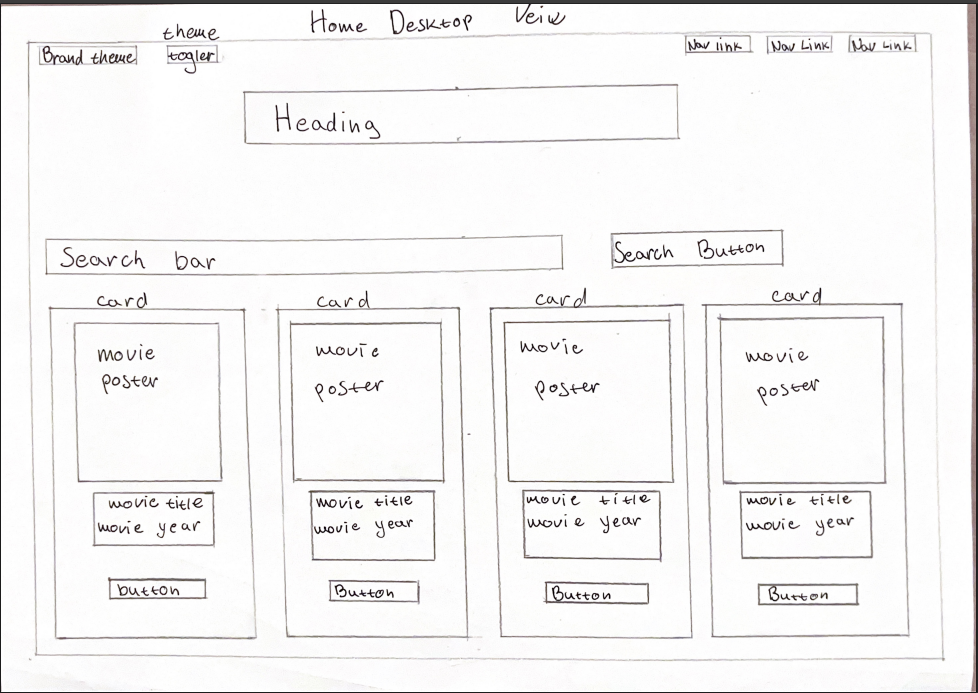 Home Desktop Veiw
theme
togler
Brand theme
Nav link
Nav Link
Nav Link
Heading
Search bar
Search Button
card
movie
poster
movie title
movie year
button
card
movie
poster
movie title
movie year
Button
card
movie
poster
movie title
movie year
Button
card
movie
poster
movie title
movie year
Button